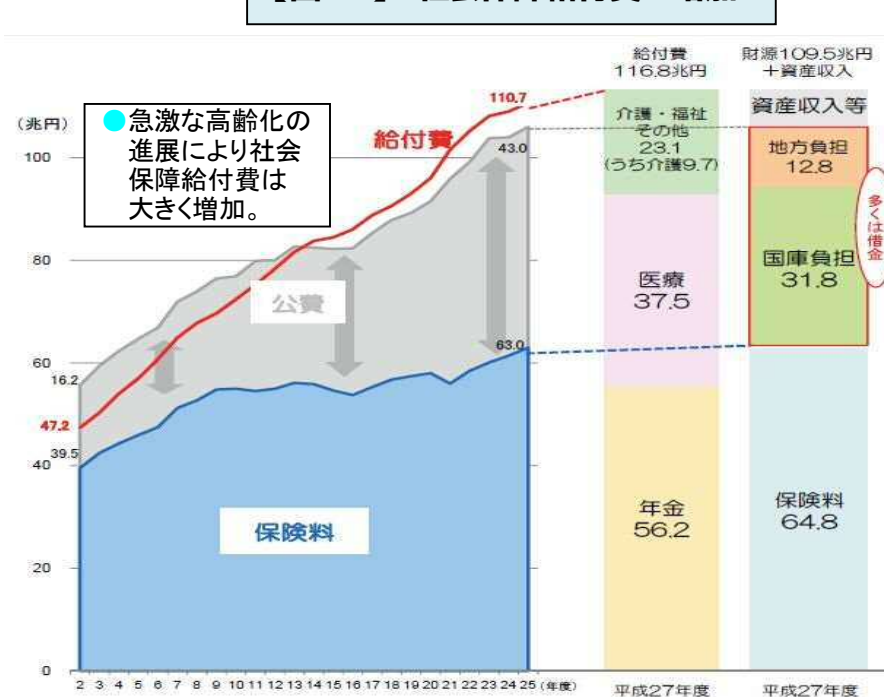 給付費
116.8兆円
財源109.5兆円
+資産収入
(兆円)
●急激な高齢化の
進展により社会
保障給付費は
大きく増加。
給付費
110.7
43.0
公費
63.0
保険料
16.2
47.2
39.5
100
80
60
40
20
0
2 3 4 5 6 7 8 9 10 11 12 13 14 15 16 17 18 19 20 21 22 23 24 25 (年度)
介護・福祉
その他
23.1
(うち介護9.7)
医療
37.5
年金
56.2
平成27年度
資産収入等
地方負担
12.8
国庫負担
31.8
多くは借金
保険料
64.8
平成27年度